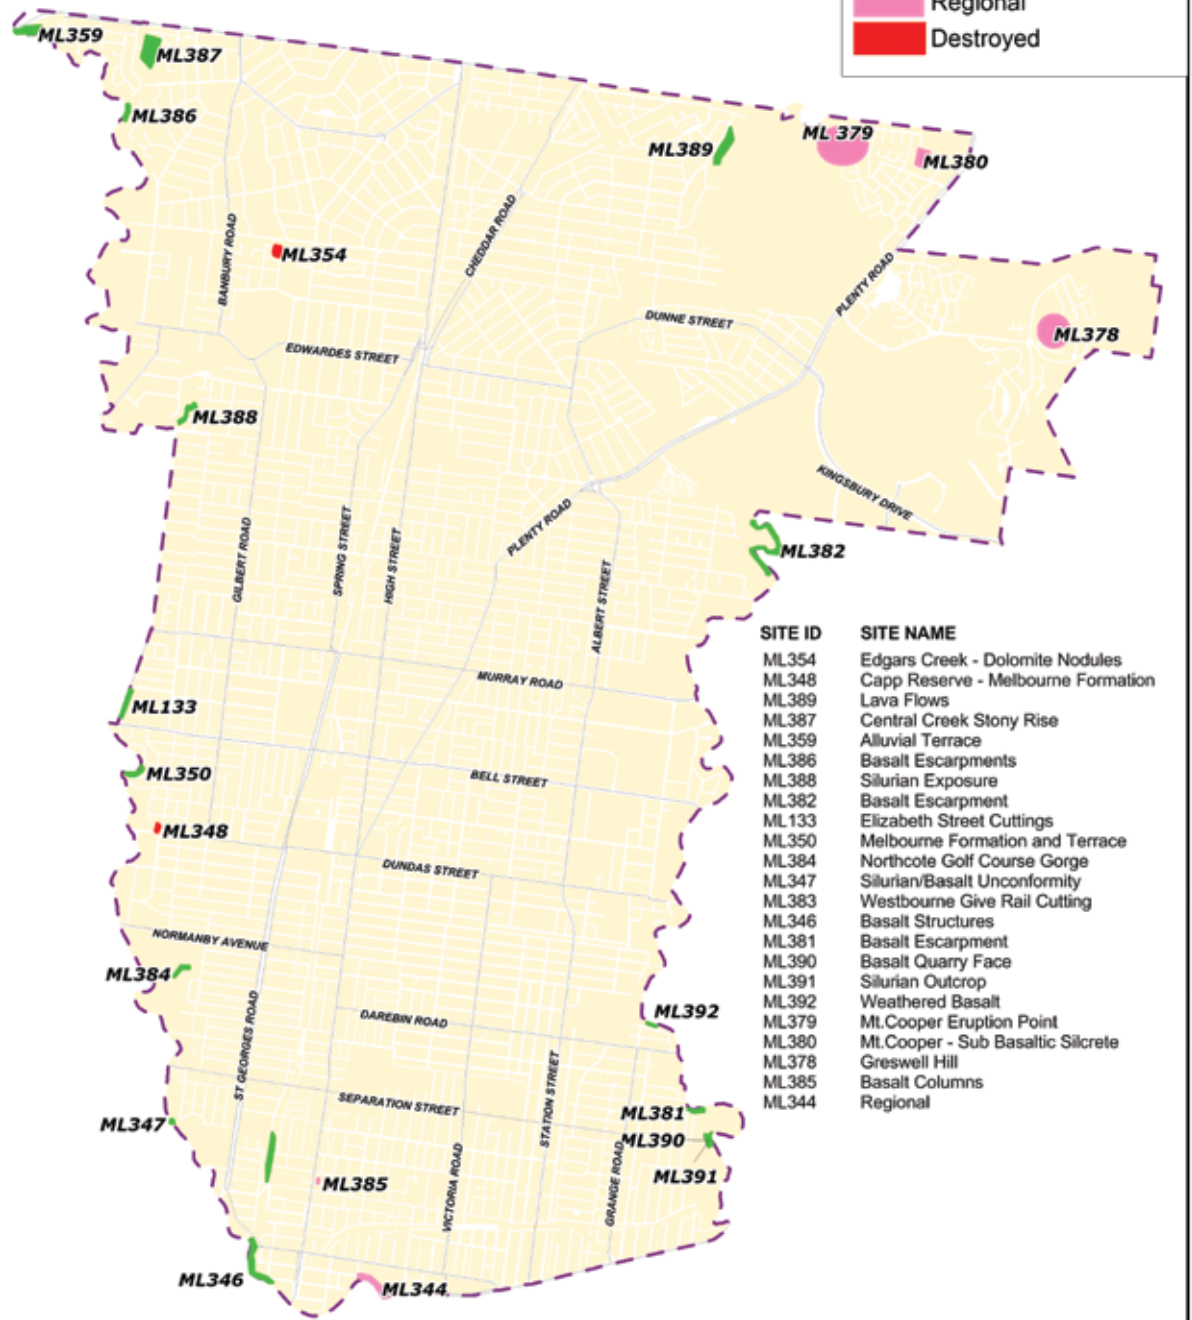 Regional
Destroyed
ML359
ML387
ML386
ML389
ML 379
ML380
ML354
BANBURY ROAD
CHEDDAR ROAD
PLENTY ROAD
DUNNE STREET
ML378
EDWARDES STREET
ML388
KINGSBURY DRIVE
GILBERT ROAD
SPRING STREET
HIGH STREET
PLENTY ROAD
ALBERT STREET
ML382
SITE ID SITE NAME
ML354 Edgars Creek - Dolomite Nodules
ML348 Capp Reserve - Melbourne Formation
ML389 Lava Flows
ML387 Central Creek Stony Rise
ML359 Alluvial Terrace
ML386 Basalt Escarpments
ML388 Silurian Exposure
ML382 Basalt Escarpment
ML133 Elizabeth Street Cuttings
ML350 Melbourne Formation and Terrace
ML384 Northcote Golf Course Gorge
ML347 Silurian/Basalt Unconformity
ML383 Westbourne Give Rail Cutting
ML346 Basalt Structures
ML381 Basalt Escarpment
ML390 Basalt Quarry Face
ML391 Silurian Outcrop
ML392 Weathered Basalt
ML379 Mt.Cooper Eruption Point
ML380 Mt.Cooper - Sub Basaltic Silcrete
ML378 Greswell Hill
ML385 Basalt Columns
ML344 Regional
MURRAY ROAD
ML133
ML350
BELL STREET
ML348
DUNDAS STREET
NORMANBY AVENUE
ML384
ST GEORGES ROAD
DAREBIN ROAD
ML392
SEPARATION STREET
STATION STREET
ML381
ML347
ML390
ML391
ML385
VICTORIA ROAD
GRANGE ROAD
ML346
ML344